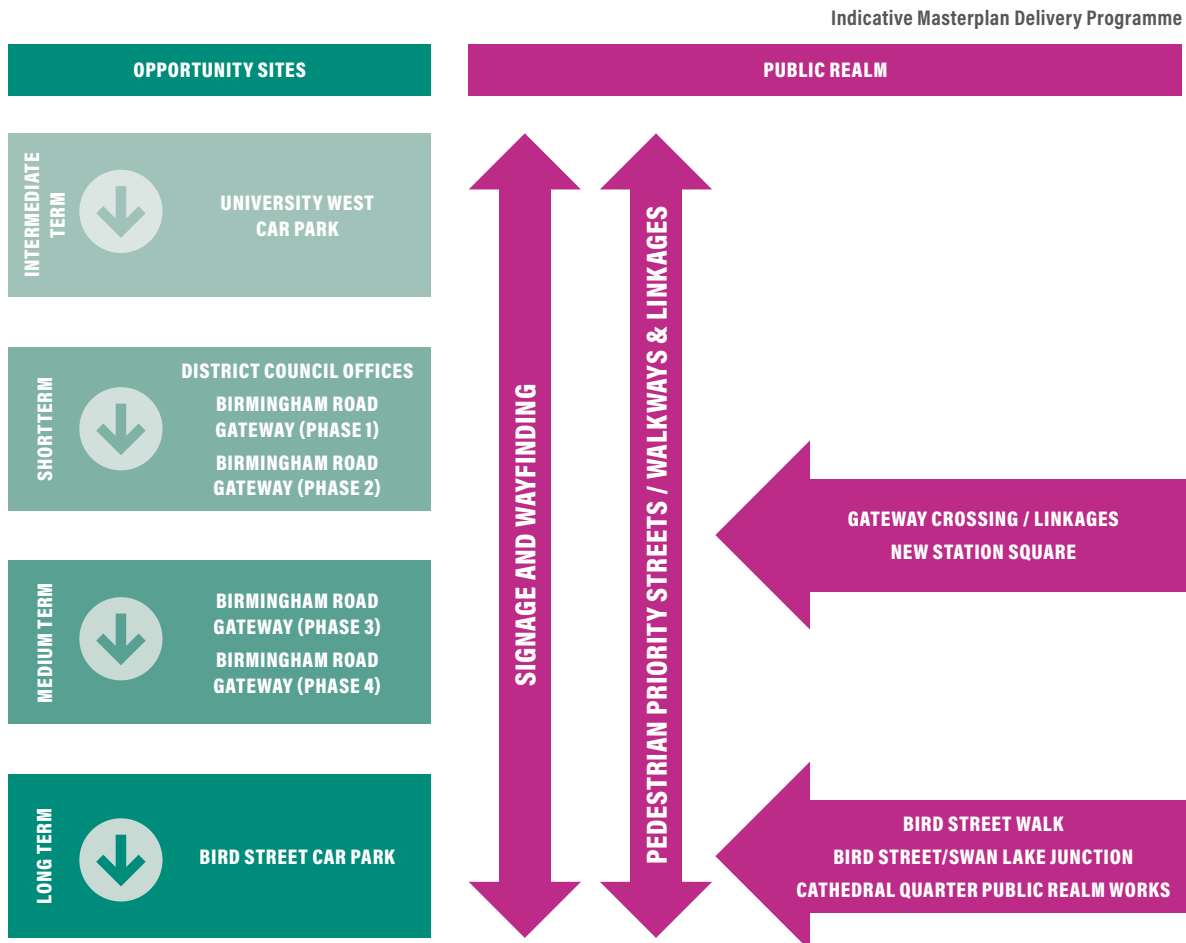 Indicative Masterplan Delivery Programme
OPPORTUNITY SITES
PUBLIC REALM
INTERMEDIATE
TERM
UNIVERSITY WEST
CAR PARK
SHORT TERM
DISTRICT COUNCIL OFFICES
BIRMINGHAM ROAD
GATEWAY (PHASE 1)
BIRMINGHAM ROAD
GATEWAY (PHASE 2)
MEDIUM TERM
BIRMINGHAM ROAD
GATEWAY (PHASE 3)
BIRMINGHAM ROAD
GATEWAY (PHASE 4)
LONG TERM
BIRD STREET CAR PARK
SIGNAGE AND WAYFINDING
PEDESTRIAN PRIORITY STREETS / WALKWAYS & LINKAGES
GATEWAY CROSSING / LINKAGES
NEW STATION SQUARE
BIRD STREET WALK
BIRD STREET/SWAN LAKE JUNCTION
CATHEDRAL QUARTER PUBLIC REALM WORKS